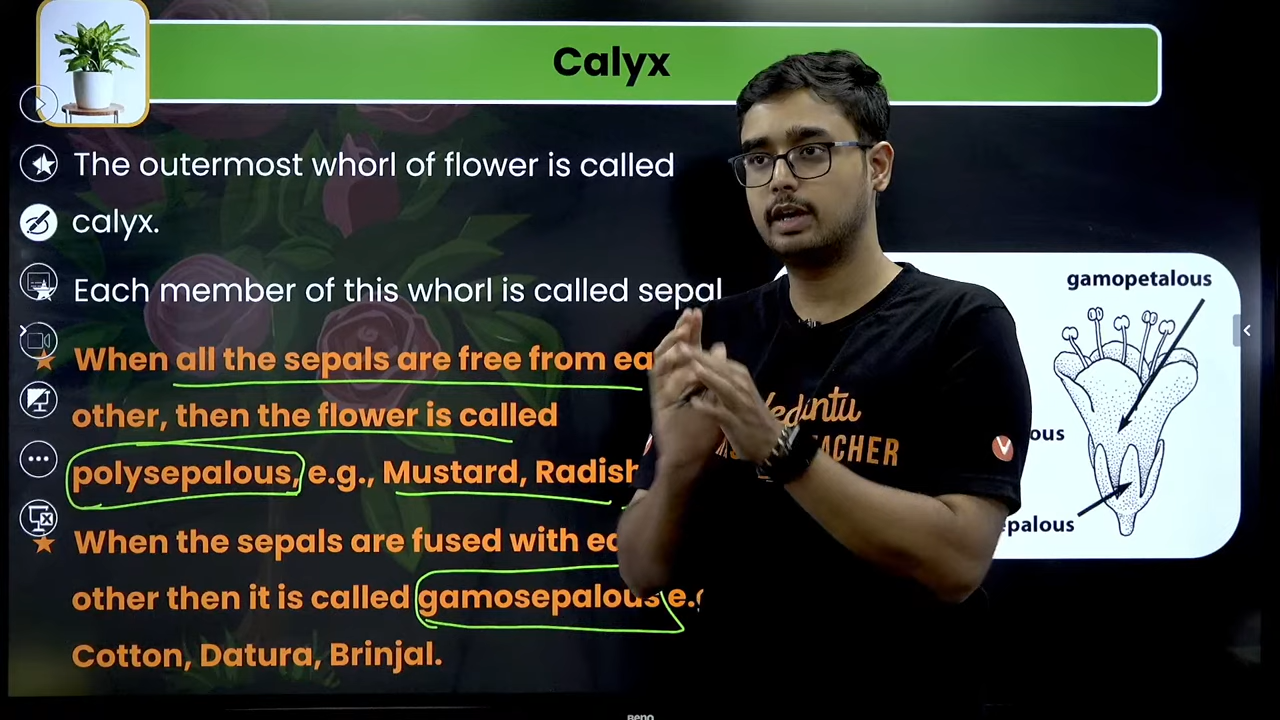 Calyx
The outermost whorl of flower is called
calyx.
Each member of this whorl is called sepal
When all the sepals are free from ea
other, then the flower is called
polysepalous, e.g., Mustard, Radish
When the sepals are fused with ea
other then it is called gamosepalous e.g
Cotton, Datura, Brinjal.
gamopetalous
ous
epalous
Vedantu
ACHER
V
BenQ